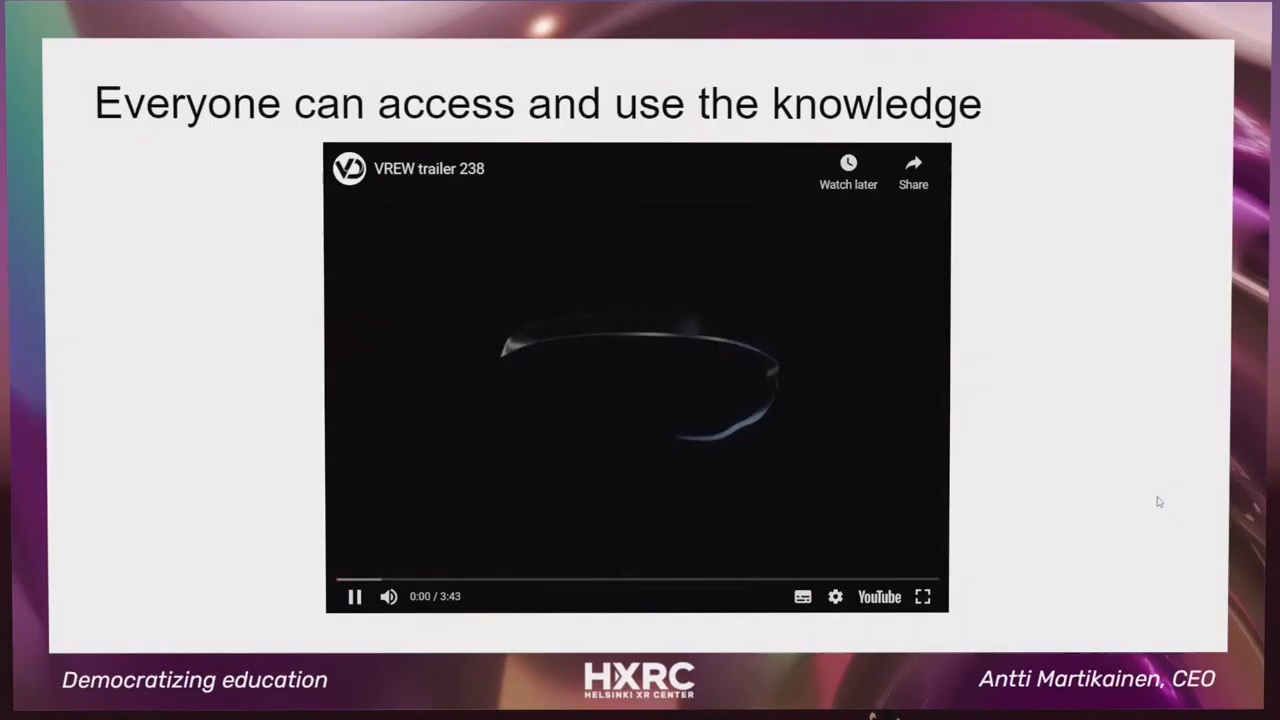 Everyone can access and use the knowledge
VREW trailer 238
Watch later
Share
0:00 / 3:43
YouTube
Democratizing education
HXRC
HELSINKI XR CENTER
Antti Martikainen, CEO